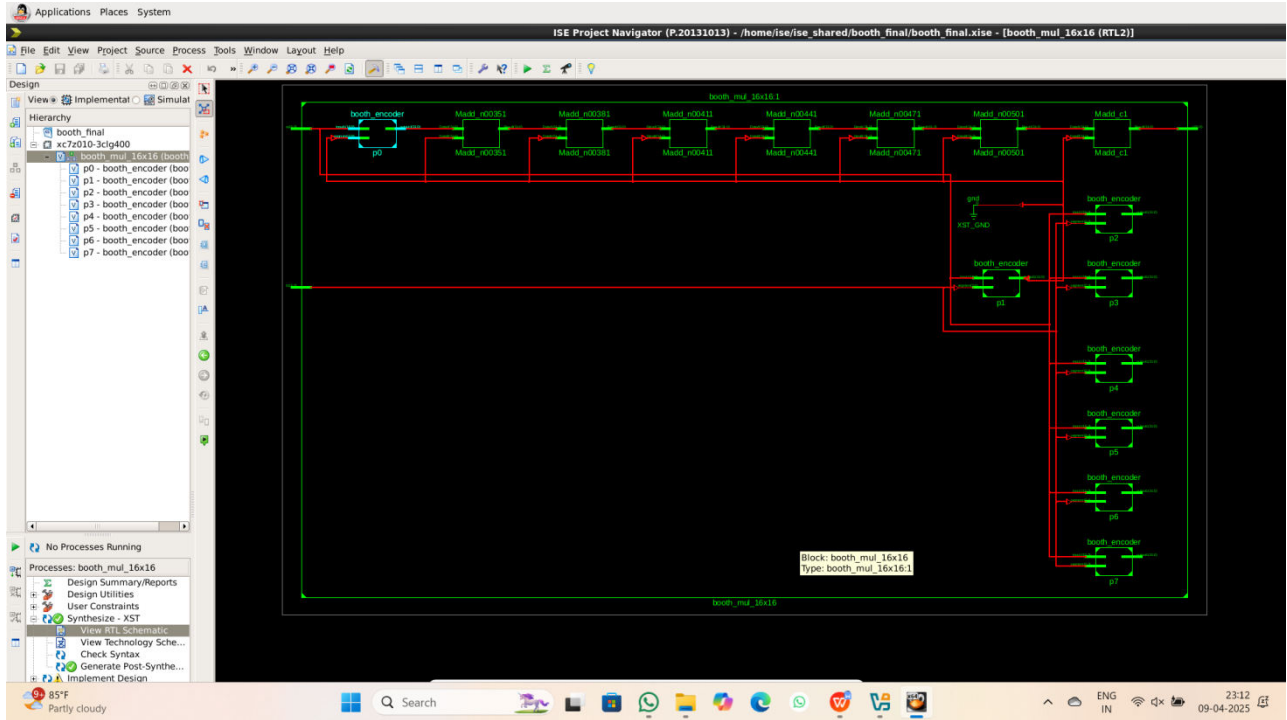 Applications Places System
ISE Project Navigator (P.20131013) - /home/ise/ise_shared/booth_final/booth_final.xise - [booth_mul_16x16 (RTL2)]
File Edit View Project Source Process Tools Window Layout Help
Design
View: Implementat Simulat
Hierarchy
booth_final
xc7z010-3clg400
booth_mul_16x16 (booth
p0 - booth_encoder (boo
p1 - booth_encoder (boo
p2 - booth_encoder (boo
p3 - booth_encoder (boo
p4 - booth_encoder (boo
p5 - booth_encoder (boo
p6 - booth_encoder (boo
p7 - booth_encoder (boo
No Processes Running
Processes: booth_mul_16x16
Design Summary/Reports
Design Utilities
User Constraints
Synthesize - XST
View RTL Schematic
View Technology Sche...
Check Syntax
Generate Post-Synthe...
Implement Design
booth_mul_16x16:1
booth_encoder Madd_n00351 Madd_n00381 Madd_n00411 Madd_n00441 Madd_n00471 Madd_n00501 Madd_c1
p0 Madd_n00351 Madd_n00381 Madd_n00411 Madd_n00441 Madd_n00471 Madd_n00501 Madd_c1
gnd booth_encoder
XST_GND
p2
booth_encoder booth_encoder
p1 p3
booth_encoder
p4
booth_encoder
p5
booth_encoder
p6
booth_encoder
p7
Block: booth_mul_16x16
Type: booth_mul_16x16:1
booth_mul_16x16
9+
85°F
Partly cloudy
Search
ENG
IN
23:12
09-04-2025